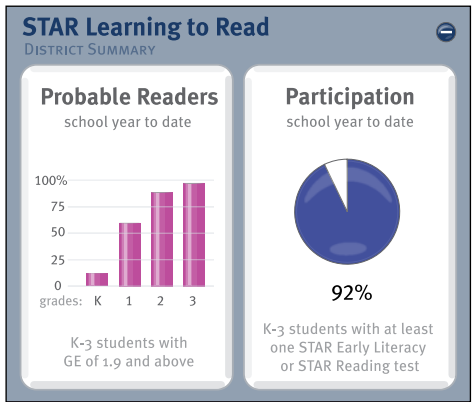 STAR Learning to Read
DISTRICT SUMMARY
Probable Readers
school year to date
100%
75
50
25
0
grades: K 1 2 3
K-3 students with
GE of 1.9 and above
Participation
school year to date
92%
K-3 students with at least
one STAR Early Literacy
or STAR Reading test